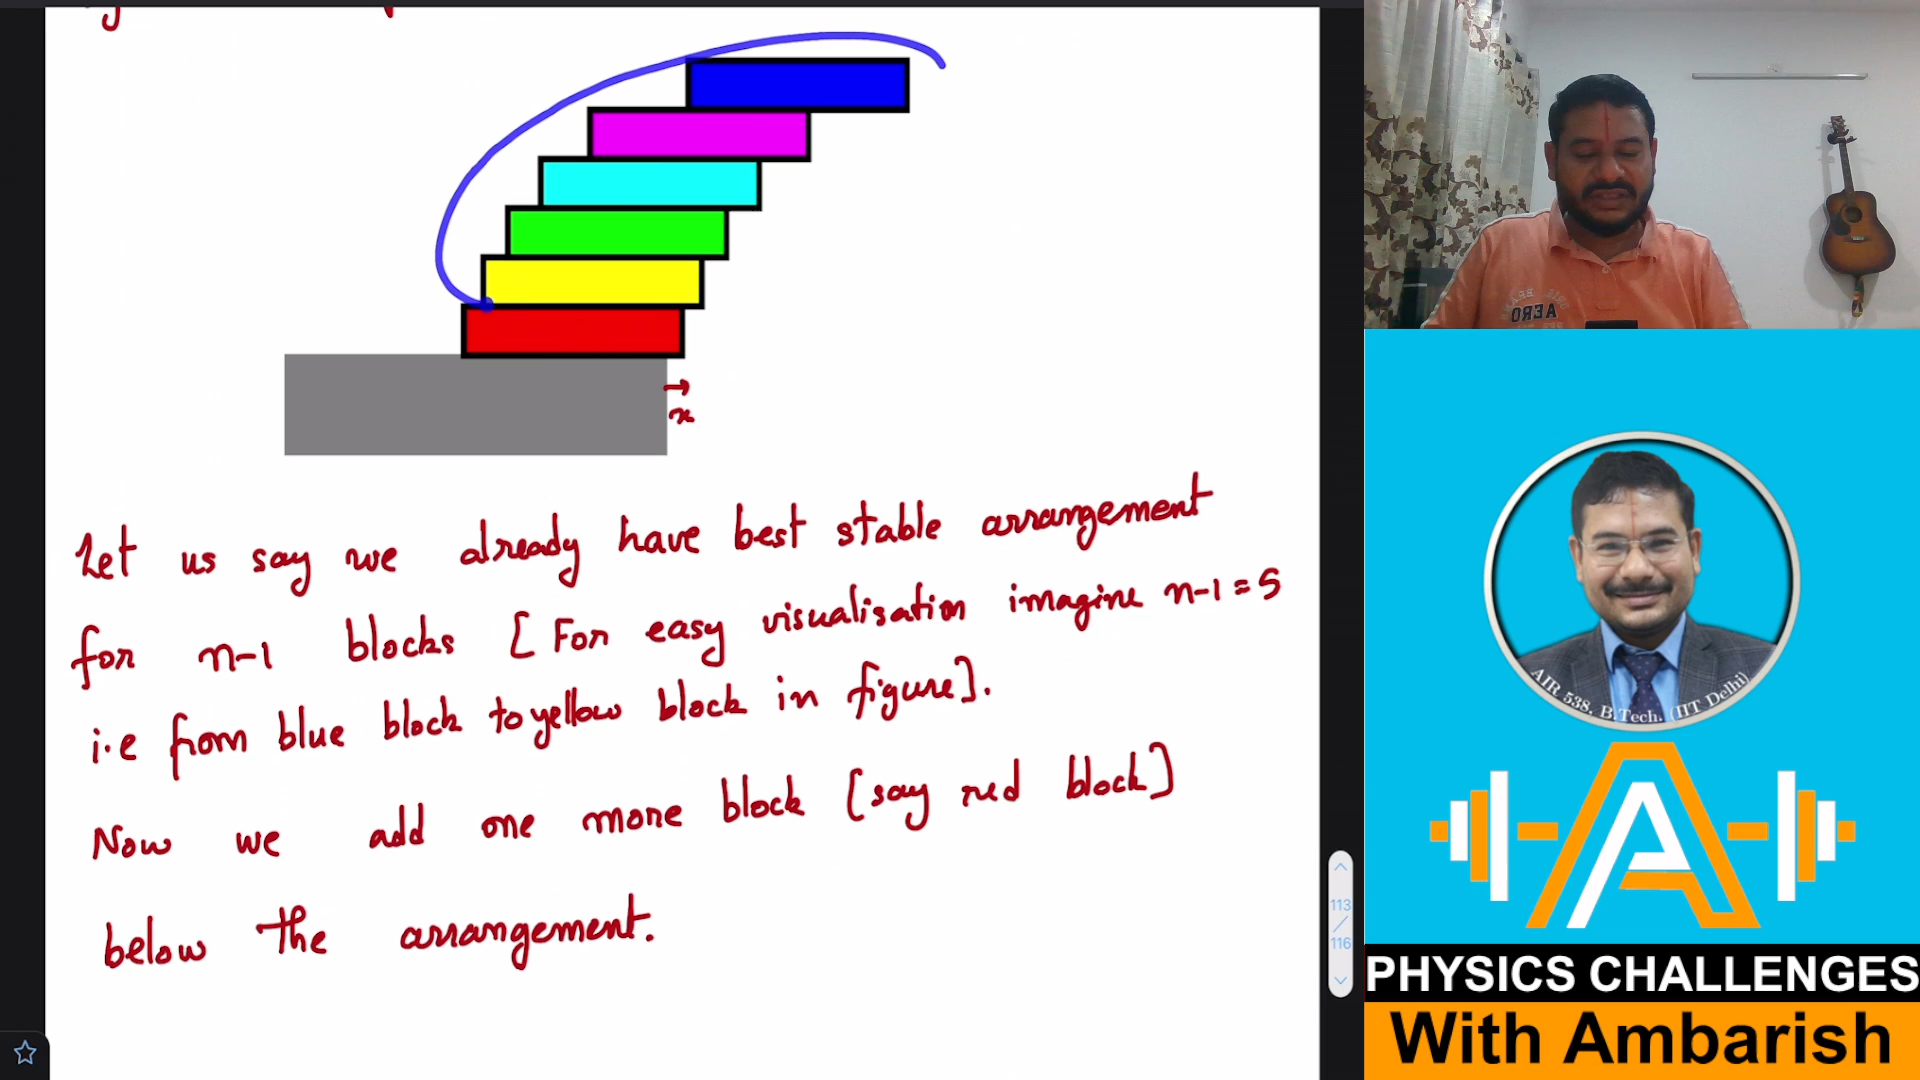 x
Let us say we already have best stable arrangement
for n-1 blocks [For easy visualisation imagine n-1=5
i.e from blue block to yellow block in figure].
Now we add one more block [say red block]
below the arrangement.
113
/
116
AERO
AIR 538, B.Tech. (IIT Delhi)
PHYSICS CHALLENGES
With Ambarish